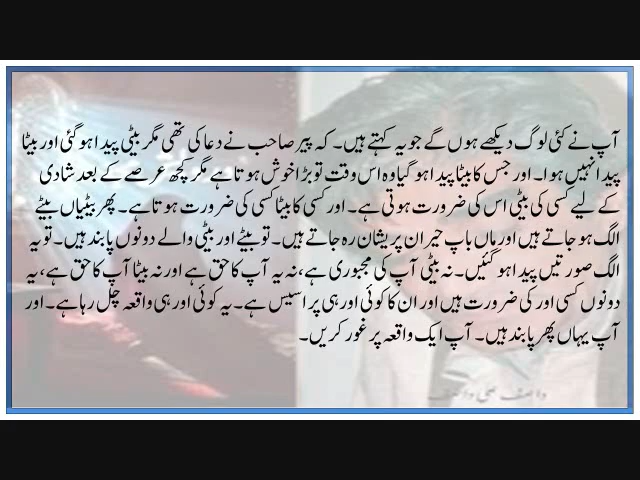 آپ نے کئی لوگ دیکھے ہوں گے جو یہ کہتے ہیں۔ کہ پیر صاحب نے دعا کی تھی مگر بیٹی پیدا ہو گئی اور بیٹا
پیدا نہیں ہوا۔ اور جس کا بیٹا پیدا ہو گیا وہ اس وقت تو بڑا خوش ہوتا ہے مگر کچھ عرصے کے بعد شادی
کے لیے کسی کی بیٹی اس کی ضرورت ہوتی ہے۔ اور کسی کا بیٹا کسی کی ضرورت ہوتا ہے۔ پھر بیٹیاں بیٹے
الگ ہو جاتے ہیں اور ماں باپ حیران پریشان رہ جاتے ہیں۔ تو بیٹے اور بیٹی والے دونوں پابند ہیں۔ تو یہ
الگ صورتیں پیدا ہو گئیں۔ نہ بیٹی آپ کی مجبوری ہے، نہ یہ آپ کا حق ہے اور نہ بیٹا آپ کا حق ہے، یہ
دونوں کسی اور کی ضرورت ہیں اور ان کا کوئی اور ہی پراسیس ہے۔ یہ کوئی اور ہی واقعہ چل رہا ہے۔ اور
آپ یہاں پھر پابند ہیں۔ آپ ایک واقعہ پر غور کریں۔
واصف علی واصف